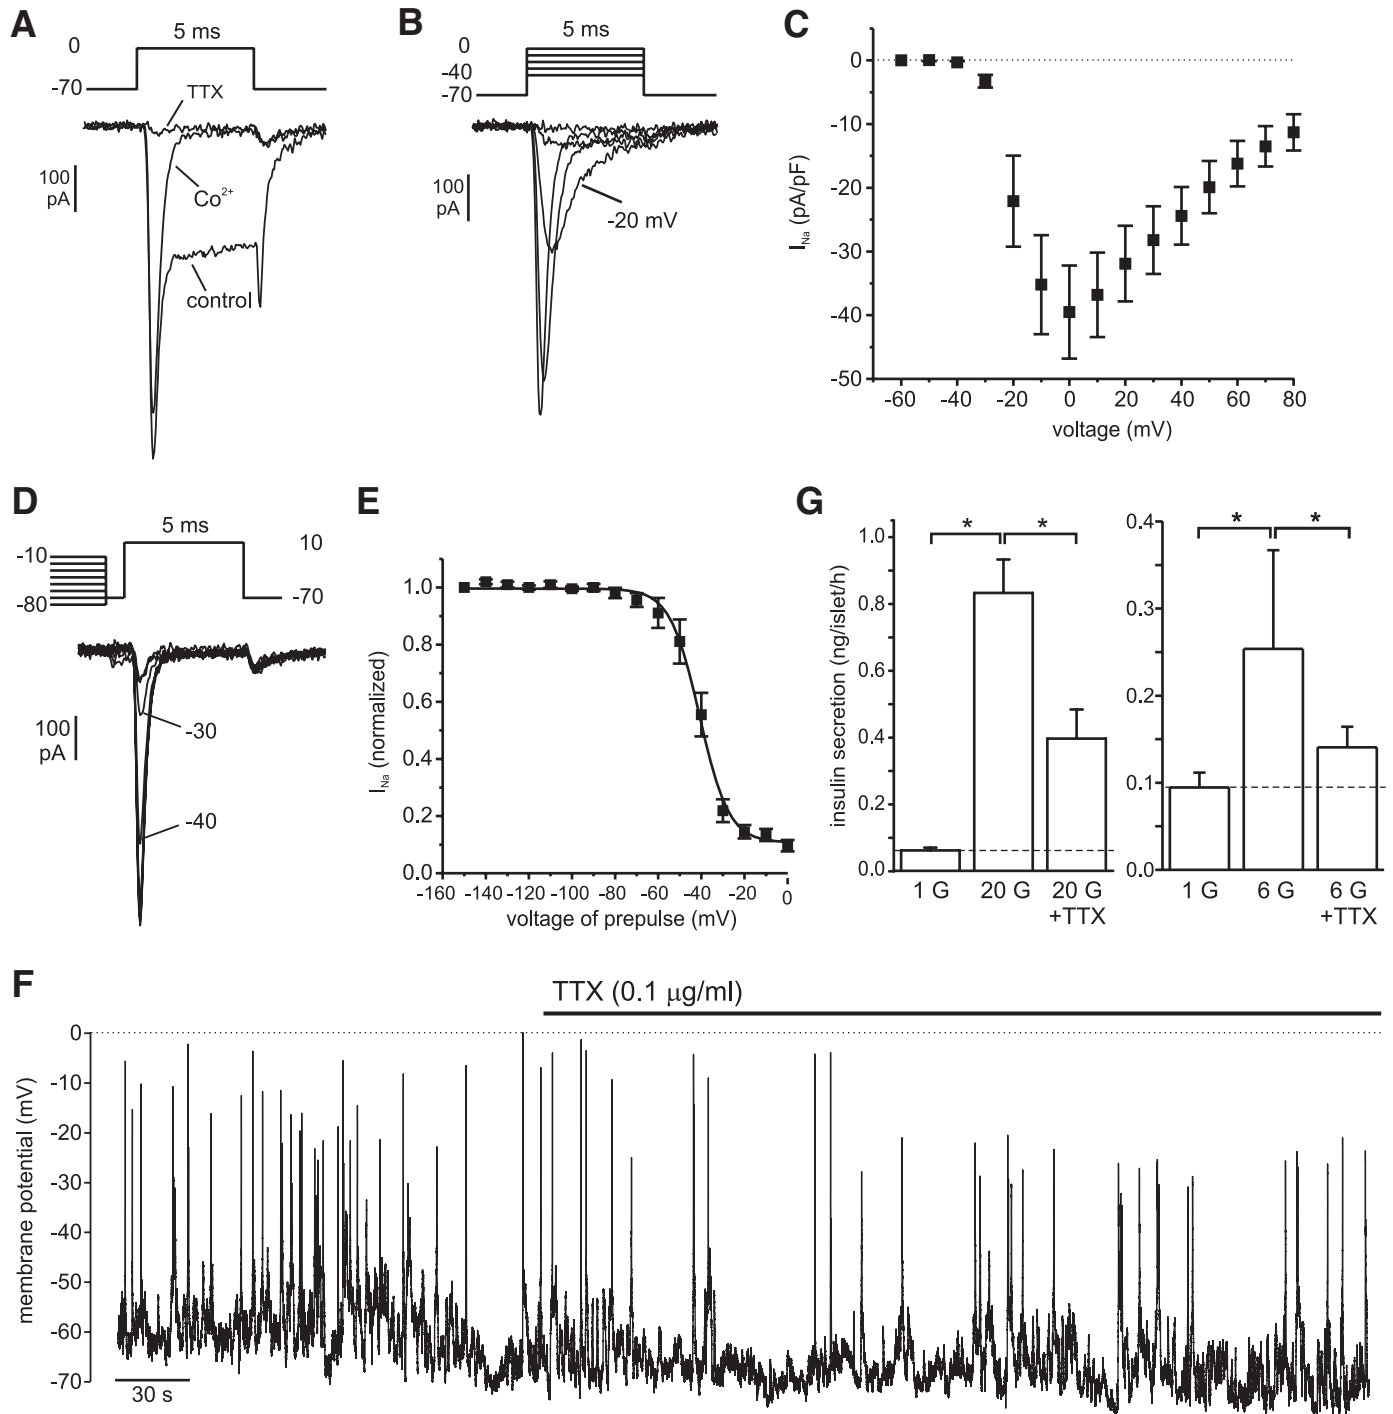 A
5 ms
0
-70
TTX
100
pA
Co2+
control
B
5 ms
0
-40
-70
100
pA
-20 mV
C
0
-10
-20
-30
-40
-50
INa (pA/pF)
-60 -40 -20 0 20 40 60 80
voltage (mV)
D
5 ms
-10
-80
10
-70
100
pA
-30
-40
E
1.0
0.8
0.6
0.4
0.2
0.0
INa (normalized)
-160 -140 -120 -100 -80 -60 -40 -20 0
voltage of prepulse (mV)
G
insulin secretion (ng/islet/h)
1.0
0.8
0.6
0.4
0.2
0.0
* *
1 G 20 G 20 G
+TTX
0.4
0.3
0.2
0.1
0.0
* *
1 G 6 G 6 G
+TTX
F
TTX (0.1 μg/ml)
membrane potential (mV)
0
-10
-20
-30
-40
-50
-60
-70
30 s